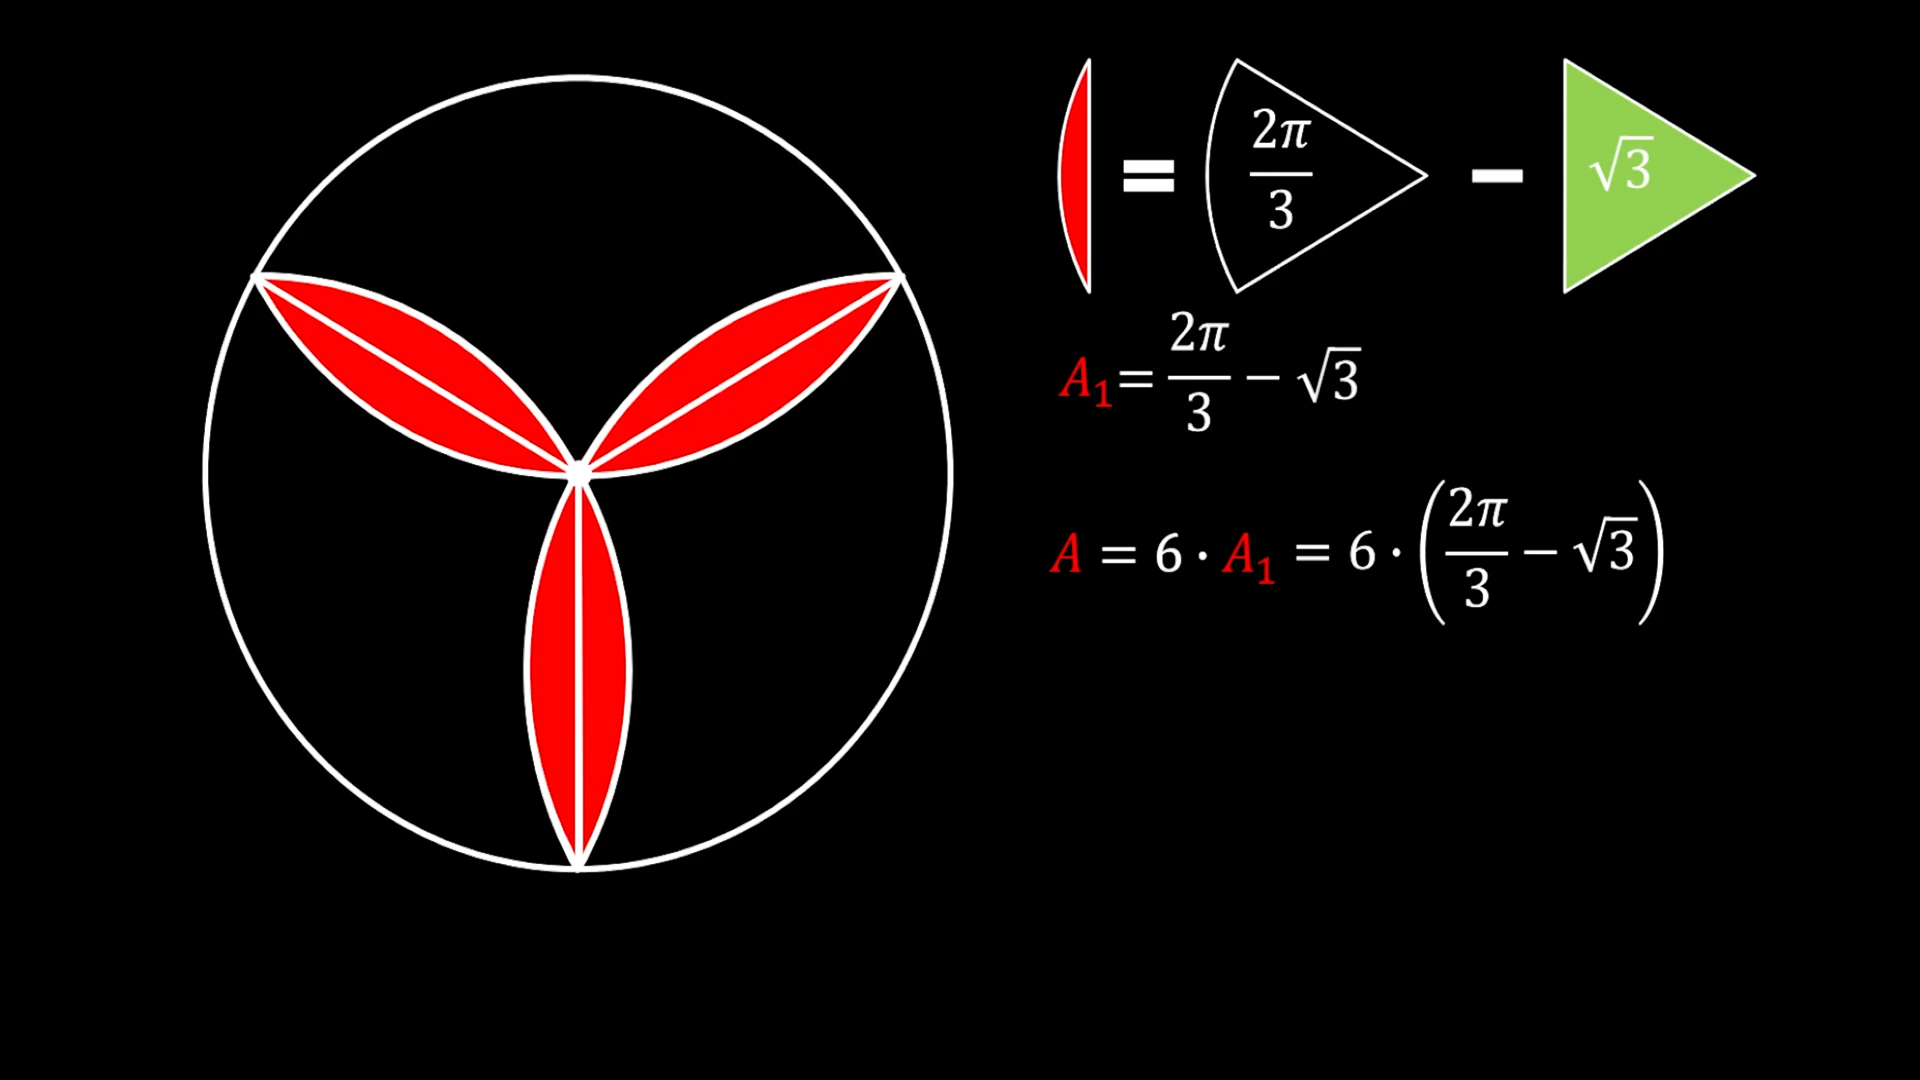 = 2π/3 − √3
A₁= 2π/3 − √3
A = 6 · A₁ = 6 · (2π/3 − √3)